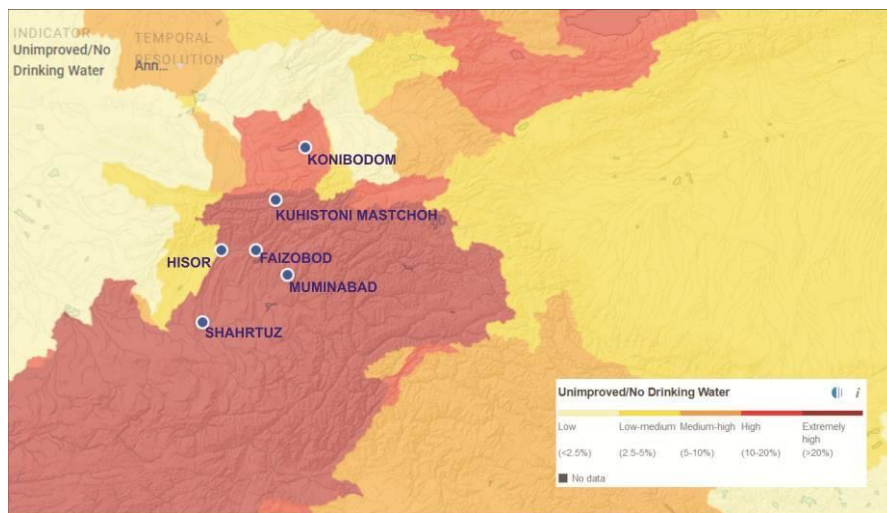 INDICATOR
Unimproved/No
Drinking Water
TEMPORAL
RESOLUTION
Ann...
KONIBODOM
KUHISTONI MASTCHOH
HISOR
FAIZOBOD
MUMINABAD
SHAHRTUZ
Unimproved/No Drinking Water i
Low Low-medium Medium-high High Extremely
high
(<2.5%) (2.5-5%) (5-10%) (10-20%) (>20%)
No data